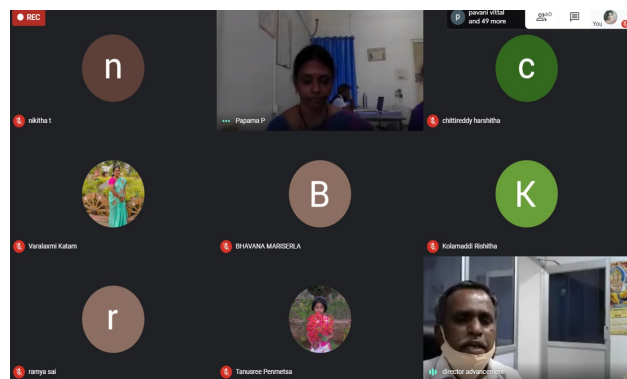 REC
P
pavani vittal
and 49 more
60
You
n
c
nikitha t
Paparna P
chittireddy harshitha
B
K
Varalaxmi Katam
BHAVANA MARISERLA
Kolamaddi Rishitha
r
ramya sai
Tanusree Penmetsa
director advancement